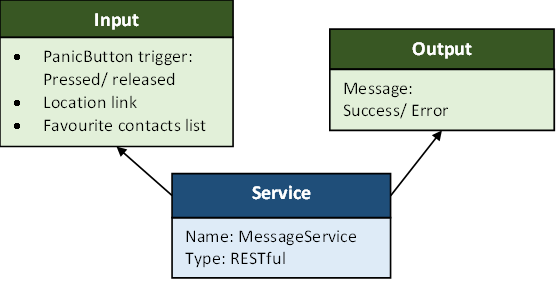 Input
• PanicButton trigger:
Pressed/ released
• Location link
• Favourite contacts list
Output
Message:
Success/ Error
Service
Name: MessageService
Type: RESTful